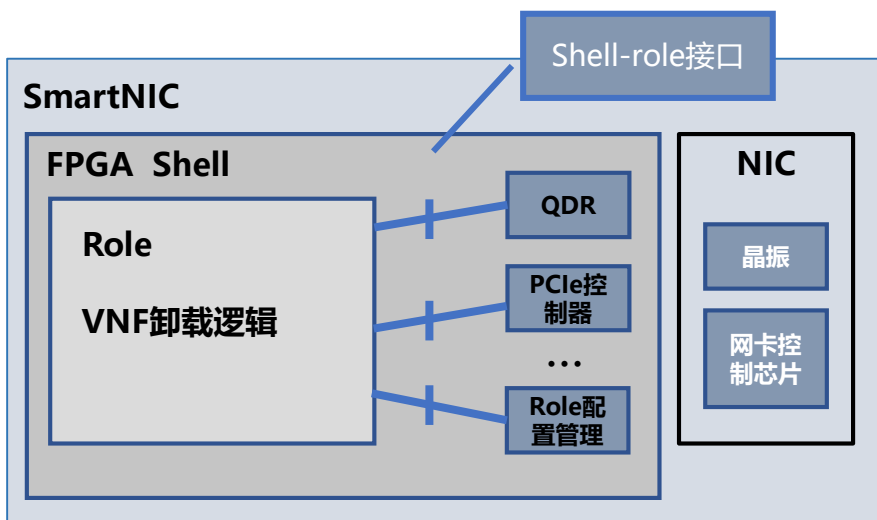 Shell-role接口
SmartNIC
FPGA Shell
Role
VNF卸载逻辑
QDR
PCIe控
制器
...
Role配
置管理
NIC
晶振
网卡控
制芯片